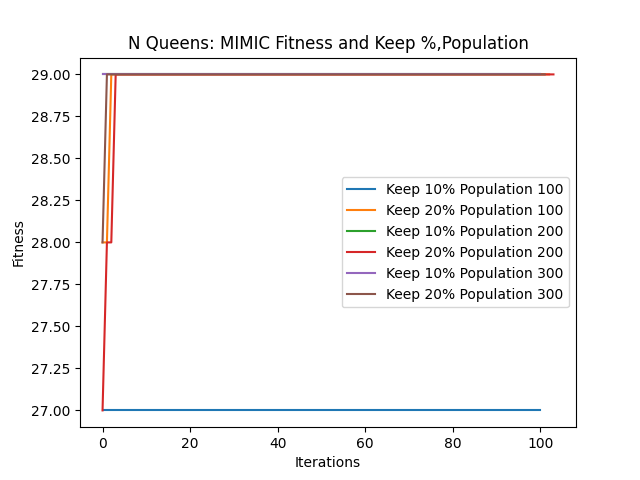 N Queens: MIMIC Fitness and Keep %,Population
29.00
28.75
28.50
28.25
28.00
27.75
27.50
27.25
27.00
Fitness
Keep 10% Population 100
Keep 20% Population 100
Keep 10% Population 200
Keep 20% Population 200
Keep 10% Population 300
Keep 20% Population 300
0 20 40 60 80 100
Iterations